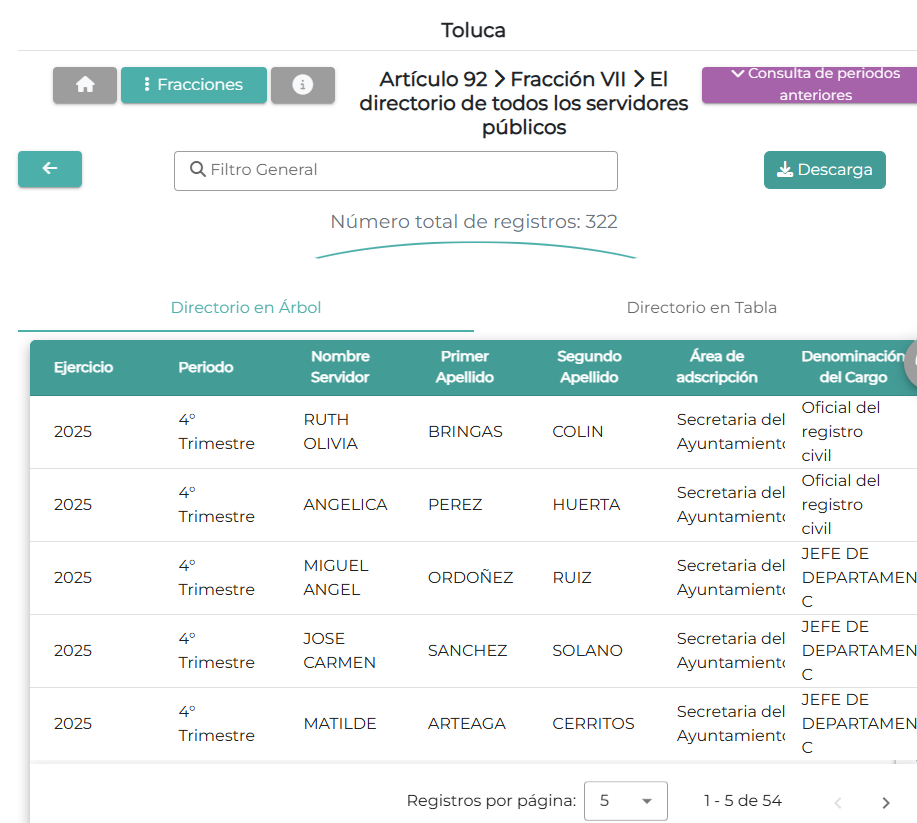 Toluca
Fracciones
Artículo 92 > Fracción VII > El
directorio de todos los servidores
públicos
Consulta de periodos
anteriores
Filtro General
Descarga
Número total de registros: 322
Directorio en Árbol
Directorio en Tabla
Ejercicio
Periodo
Nombre
Servidor
Primer
Apellido
Segundo
Apellido
Área de
adscripción
Denominación
del Cargo
2025
4°
Trimestre
RUTH
OLIVIA
BRINGAS
COLIN
Secretaria del
Ayuntamiento
Oficial del
registro
civil
2025
4°
Trimestre
ANGELICA
PEREZ
HUERTA
Secretaria del
Ayuntamiento
Oficial del
registro
civil
2025
4°
Trimestre
MIGUEL
ANGEL
ORDOÑEZ
RUIZ
Secretaria del
Ayuntamiento
JEFE DE
DEPARTAMEN
C
2025
4°
Trimestre
JOSE
CARMEN
SANCHEZ
SOLANO
Secretaria del
Ayuntamiento
JEFE DE
DEPARTAMEN
C
2025
4°
Trimestre
MATILDE
ARTEAGA
CERRITOS
Secretaria del
Ayuntamiento
JEFE DE
DEPARTAMEN
C
Registros por página:
5
1 - 5 de 54